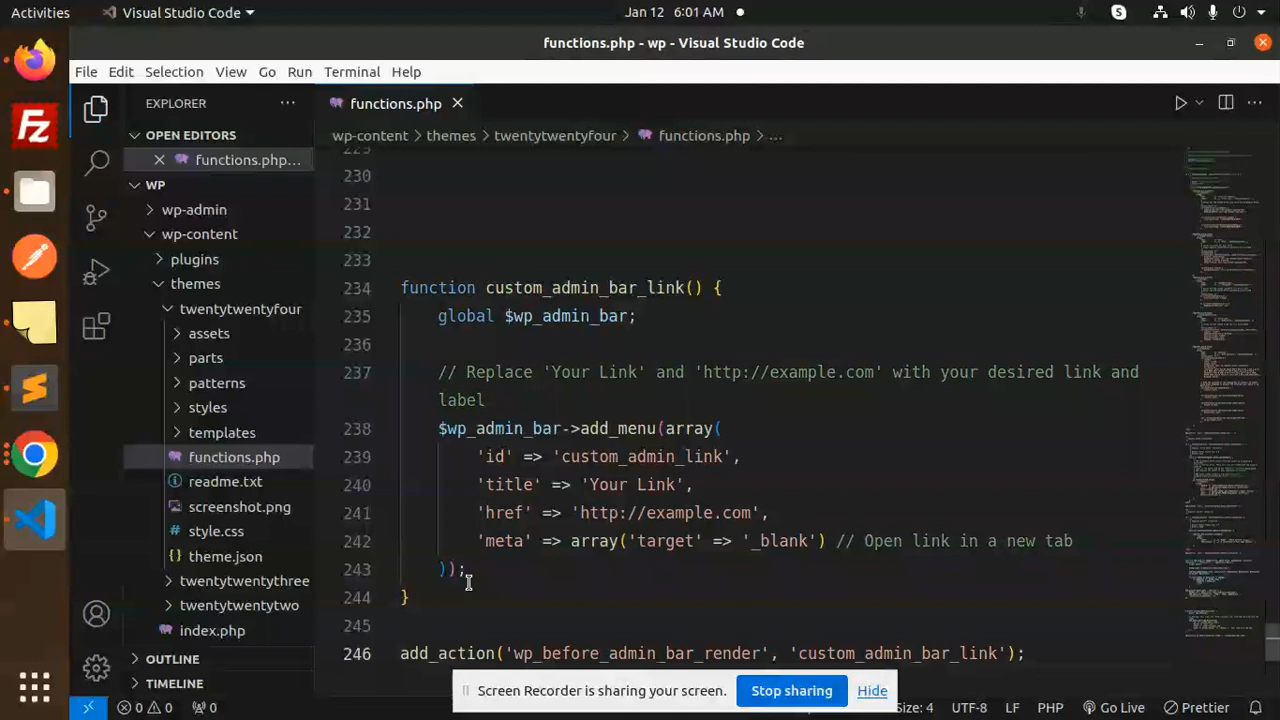 Activities
Visual Studio Code
Jan 12 6:01 AM
functions.php - wp - Visual Studio Code
File Edit Selection View Go Run Terminal Help
EXPLORER
functions.php
OPEN EDITORS
functions.php...
WP
wp-admin
wp-content
plugins
themes
twentytwentyfour
assets
parts
patterns
styles
templates
functions.php
readme.txt
screenshot.png
style.css
theme.json
twentytwentythree
twentytwentytwo
index.php
OUTLINE
TIMELINE
wp-content > themes > twentytwentyfour > functions.php > ...
229
230
231
232
233
234 function custom_admin_bar_link() {
235 global $wp_admin_bar;
236
237 // Replace 'Your Link' and 'http://example.com' with your desired link and
label
238 $wp_admin_bar->add_menu(array(
239 'id' => 'custom_admin_link',
240 'title' => 'Your Link',
241 'href' => 'http://example.com',
242 'meta' => array('target' => '_blank') // Open link in a new tab
243 ));
244 }
245
246 add_action('wp_before_admin_bar_render', 'custom_admin_bar_link');
Screen Recorder is sharing your screen. Stop sharing Hide
0 0 0 Size: 4 UTF-8 LF PHP Go Live Prettier